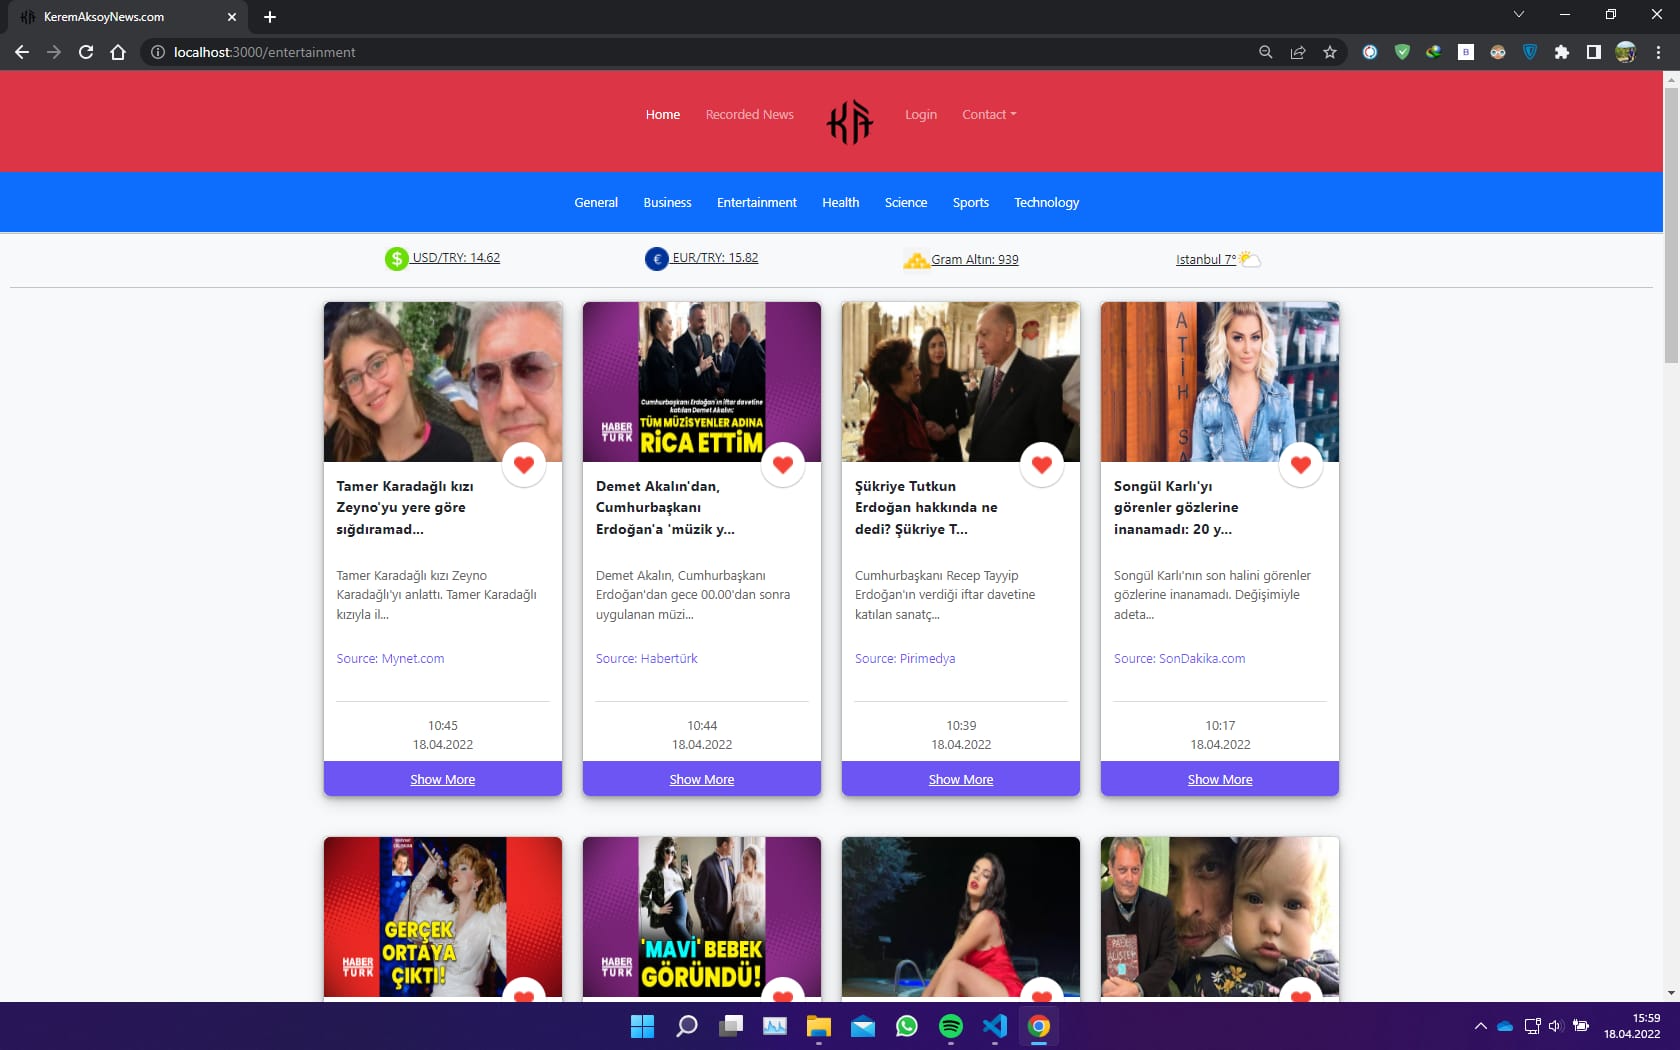 KeremAksoyNews.com
localhost:3000/entertainment
Home
Recorded News
KA
Login
Contact
General
Business
Entertainment
Health
Science
Sports
Technology
USD/TRY: 14.62
EUR/TRY: 15.82
Gram Altın: 939
Istanbul 7°
Cumhurbaşkanı Erdoğan'ın iftar davetine
katılan Demet Akalın:
TÜM MÜZİSYENLER ADINA
RİCA ETTİM
HABER
TÜRK
ATİH SA
Tamer Karadağlı kızı
Zeyno'yu yere göre
sığdıramad...
Tamer Karadağlı kızı Zeyno
Karadağlı'yı anlattı. Tamer Karadağlı
kızıyla il...
Source: Mynet.com
10:45
18.04.2022
Show More
Demet Akalın'dan,
Cumhurbaşkanı
Erdoğan'a 'müzik y...
Demet Akalın, Cumhurbaşkanı
Erdoğan'dan gece 00.00'dan sonra
uygulanan müzi...
Source: Habertürk
10:44
18.04.2022
Show More
Şükriye Tutkun
Erdoğan hakkında ne
dedi? Şükriye T...
Cumhurbaşkanı Recep Tayyip
Erdoğan'ın verdiği iftar davetine
katılan sanatç...
Source: Pirimedya
10:39
18.04.2022
Show More
Songül Karlı'yı
görenler gözlerine
inanamadı: 20 y...
Songül Karlı'nın son halini görenler
gözlerine inanamadı. Değişimiyle
adeta...
Source: SonDakika.com
10:17
18.04.2022
Show More
GERÇEK
ORTAYA
ÇIKTI!
HABER
TÜRK
'MAVİ' BEBEK
GÖRÜNDÜ!
HABER
TÜRK
15:59
18.04.2022